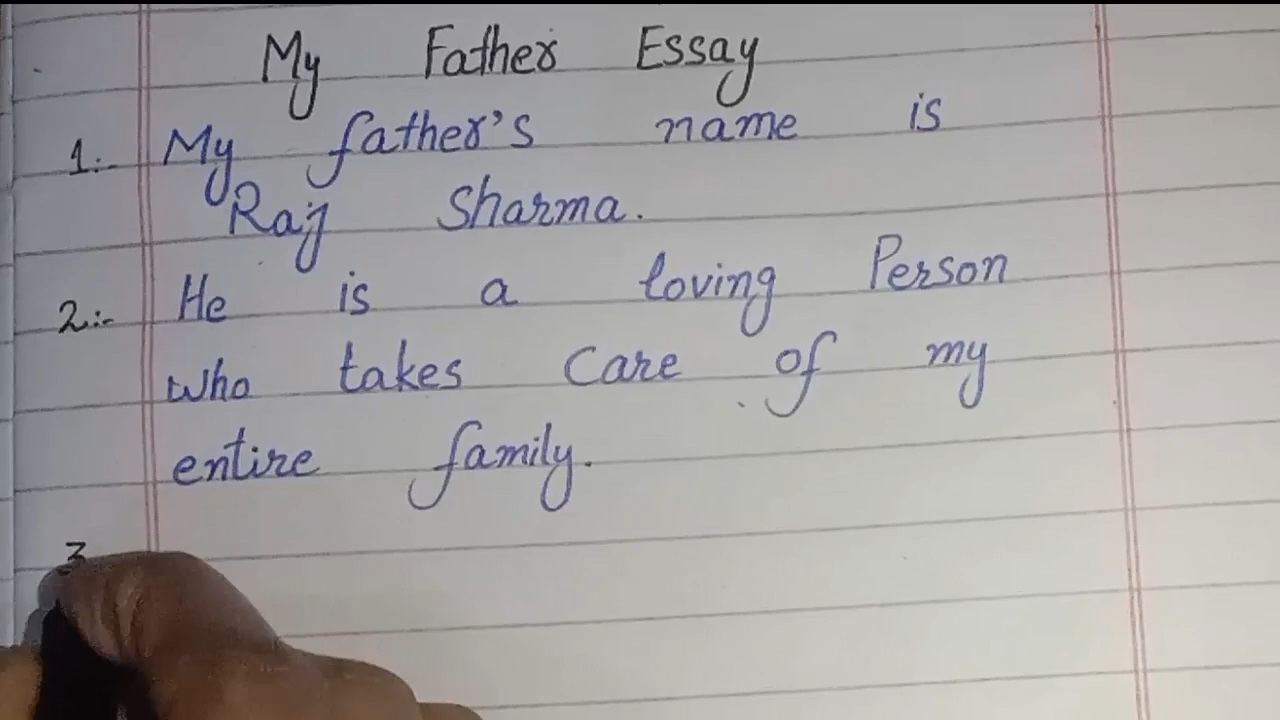 My Father Essay
1:- My father's name is
Raj Sharma.
2:- He is a loving Person
who takes Care of my
entire family.
3